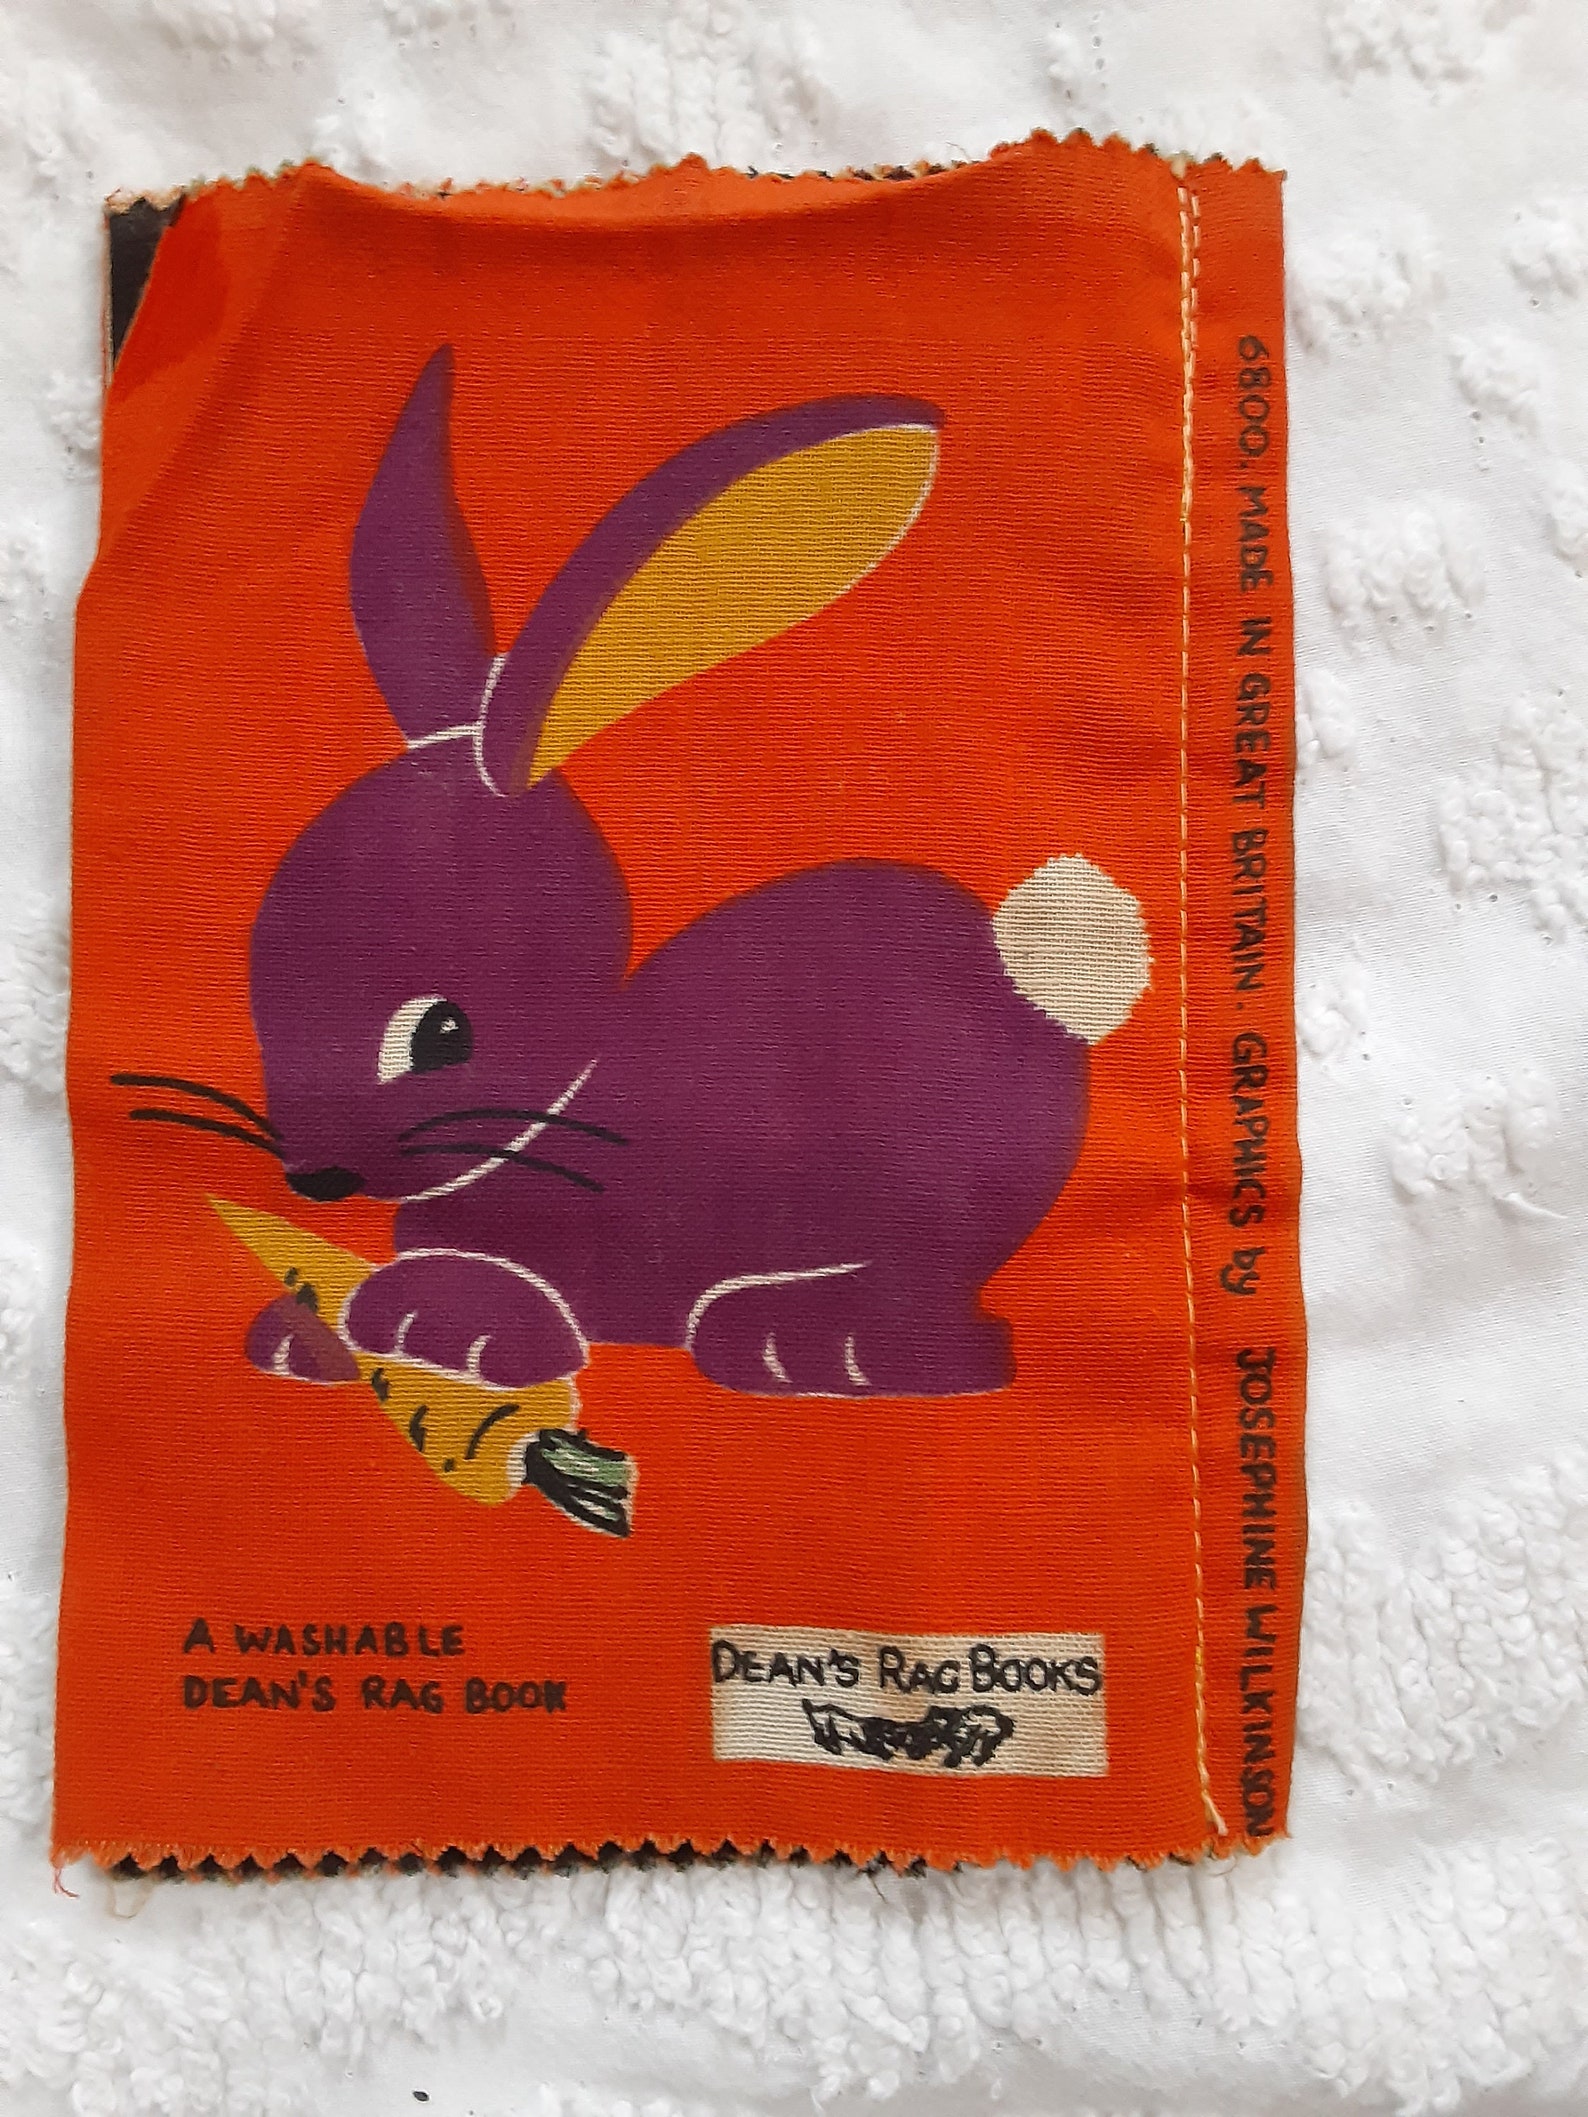 A WASHABLE
DEAN'S RAG BOOK
DEAN'S RAG BOOKS
6800. MADE IN GREAT BRITAIN. GRAPHICS by JOSEPHINE WILKINSON